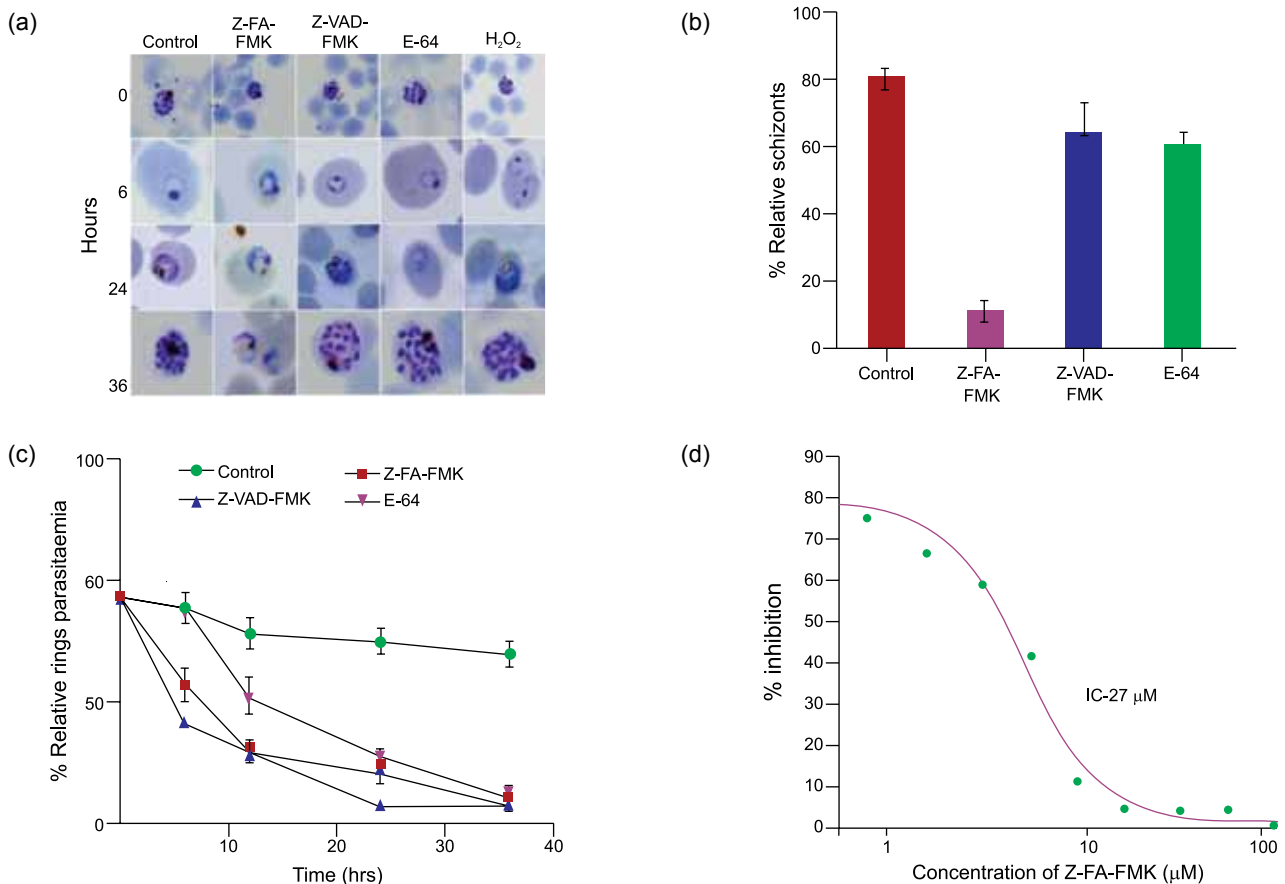 (a)
Control
Z-FA-
FMK
Z-VAD-
FMK
E-64
H₂O₂
Hours
0
6
24
36
(b)
% Relative schizonts
100
80
60
40
20
0
Control
Z-FA-
FMK
Z-VAD-
FMK
E-64
(c)
% Relative rings parasitaemia
100
60
50
0
Control
Z-FA-FMK
Z-VAD-FMK
E-64
10
20
30
40
Time (hrs)
(d)
% inhibition
90
80
70
60
50
40
30
20
10
0
IC-27 μM
1
10
100
Concentration of Z-FA-FMK (μM)